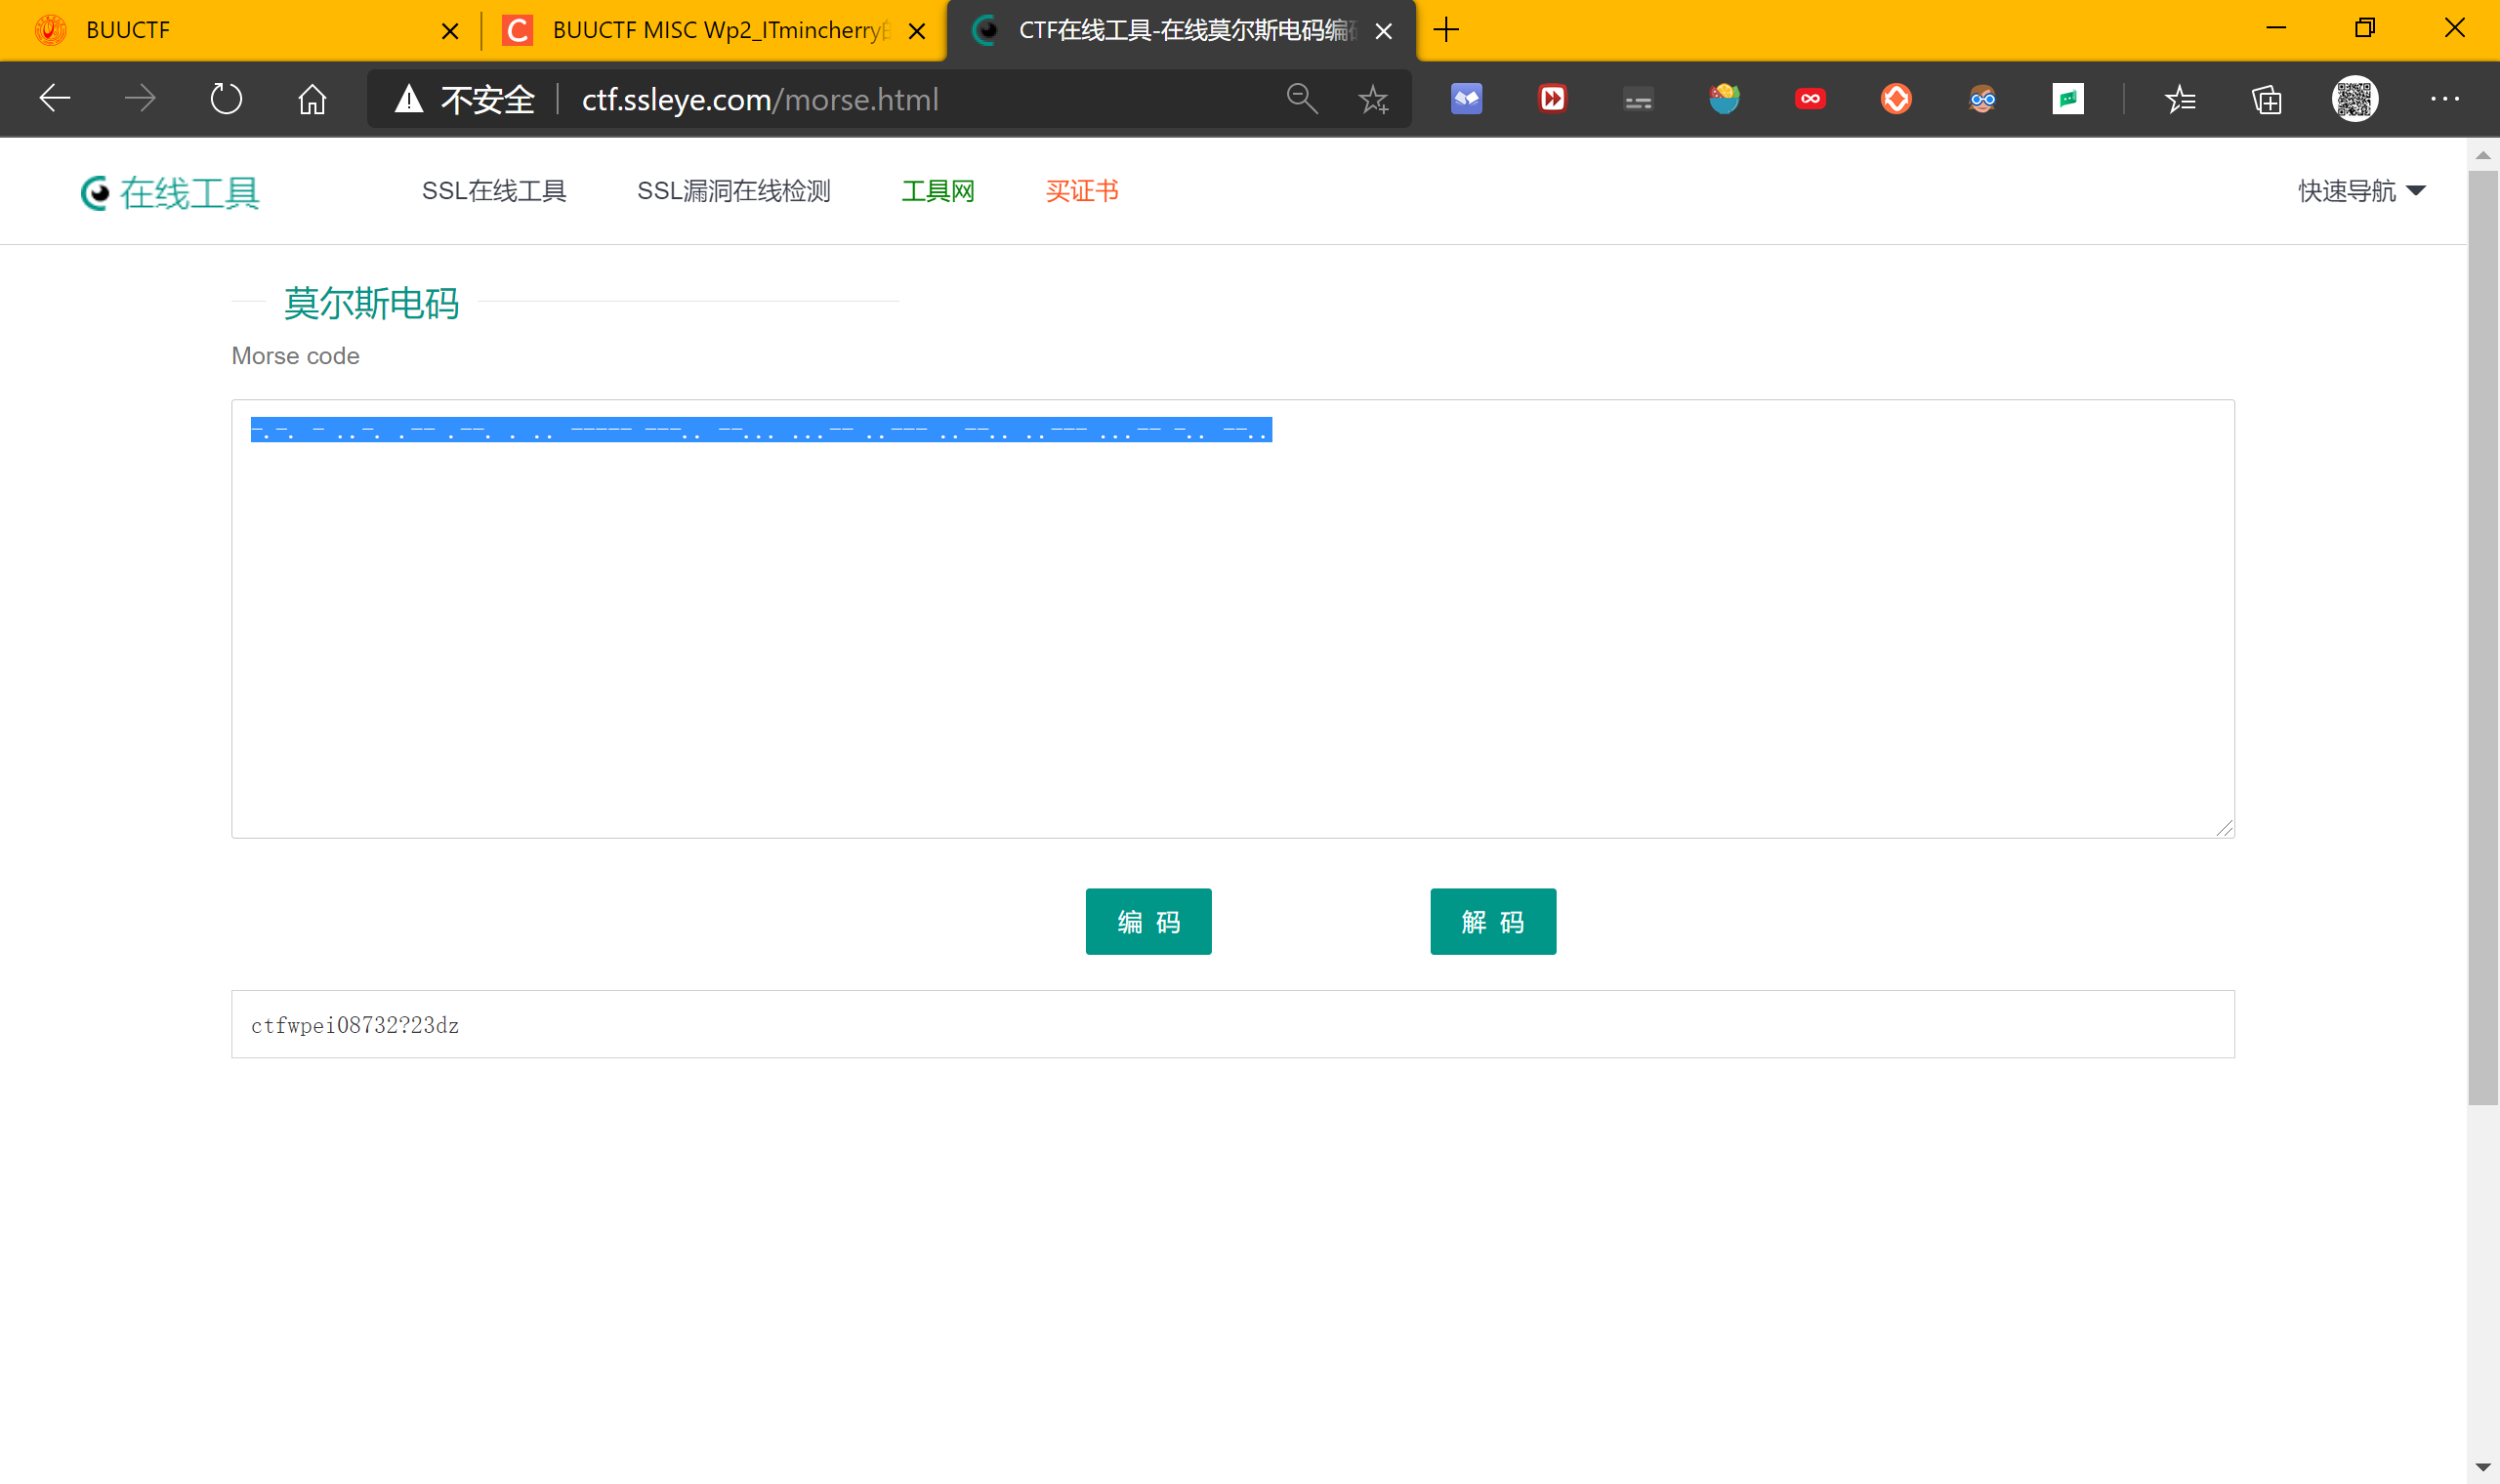 BUUCTF
BUUCTF MISC Wp2_ITmincherry
CTF在线工具-在线莫尔斯电码编
不安全
ctf.ssleye.com/morse.html
在线工具
SSL在线工具
SSL漏洞在线检测
工具网
买证书
快速导航
莫尔斯电码
Morse code
-.-. - ..-. .-- .--. . .. ----- ---.. --... ...-- ..--- ..--.. ..--- ...-- -.. --..
编 码
解 码
ctfwpei08732?23dz